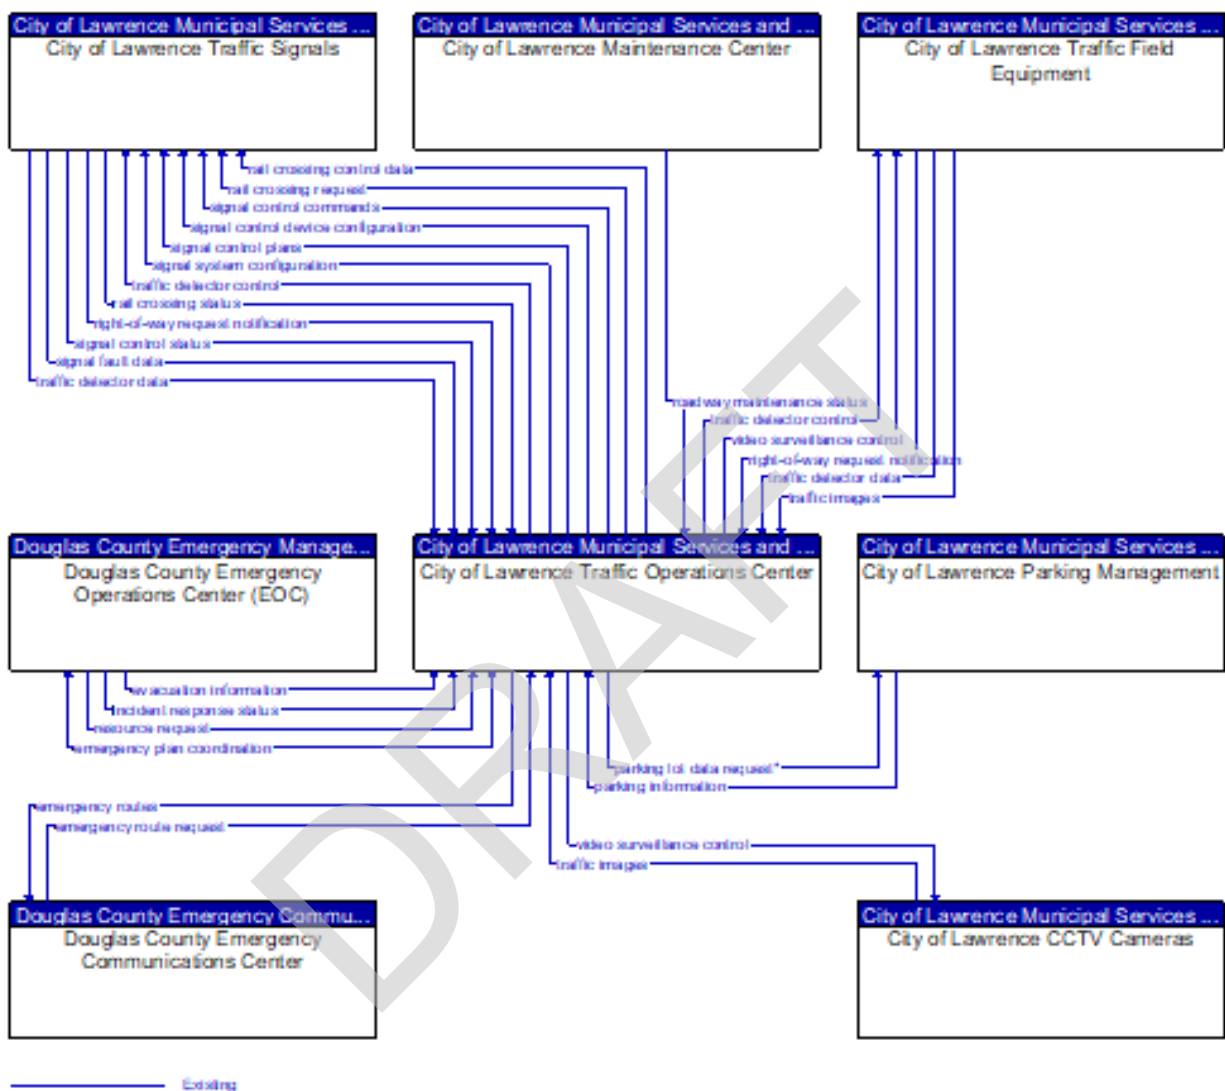 City of Lawrence Municipal Services ...
City of Lawrence Traffic Signals
City of Lawrence Municipal Services and ...
City of Lawrence Maintenance Center
City of Lawrence Municipal Services ...
City of Lawrence Traffic Field
Equipment
rail crossing control data
rail crossing request
signal control commands
signal control device configuration
signal control plans
signal system configuration
traffic detector control
rail crossing status
right-of-way request notification
signal control status
signal fault data
traffic detector data
roadway maintenance status
traffic detector control
video surveillance control
right-of-way request notification
traffic detector data
traffic images
Douglas County Emergency Manage...
Douglas County Emergency
Operations Center (EOC)
City of Lawrence Municipal Services and ...
City of Lawrence Traffic Operations Center
City of Lawrence Municipal Services ...
City of Lawrence Parking Management
evacuation information
incident response status
resource request
emergency plan coordination
parking lot data request*
parking information
emergency routes
emergency route request
video surveillance control
traffic images
Douglas County Emergency Commu...
Douglas County Emergency
Communications Center
City of Lawrence Municipal Services ...
City of Lawrence CCTV Cameras
DRAFT
Existing